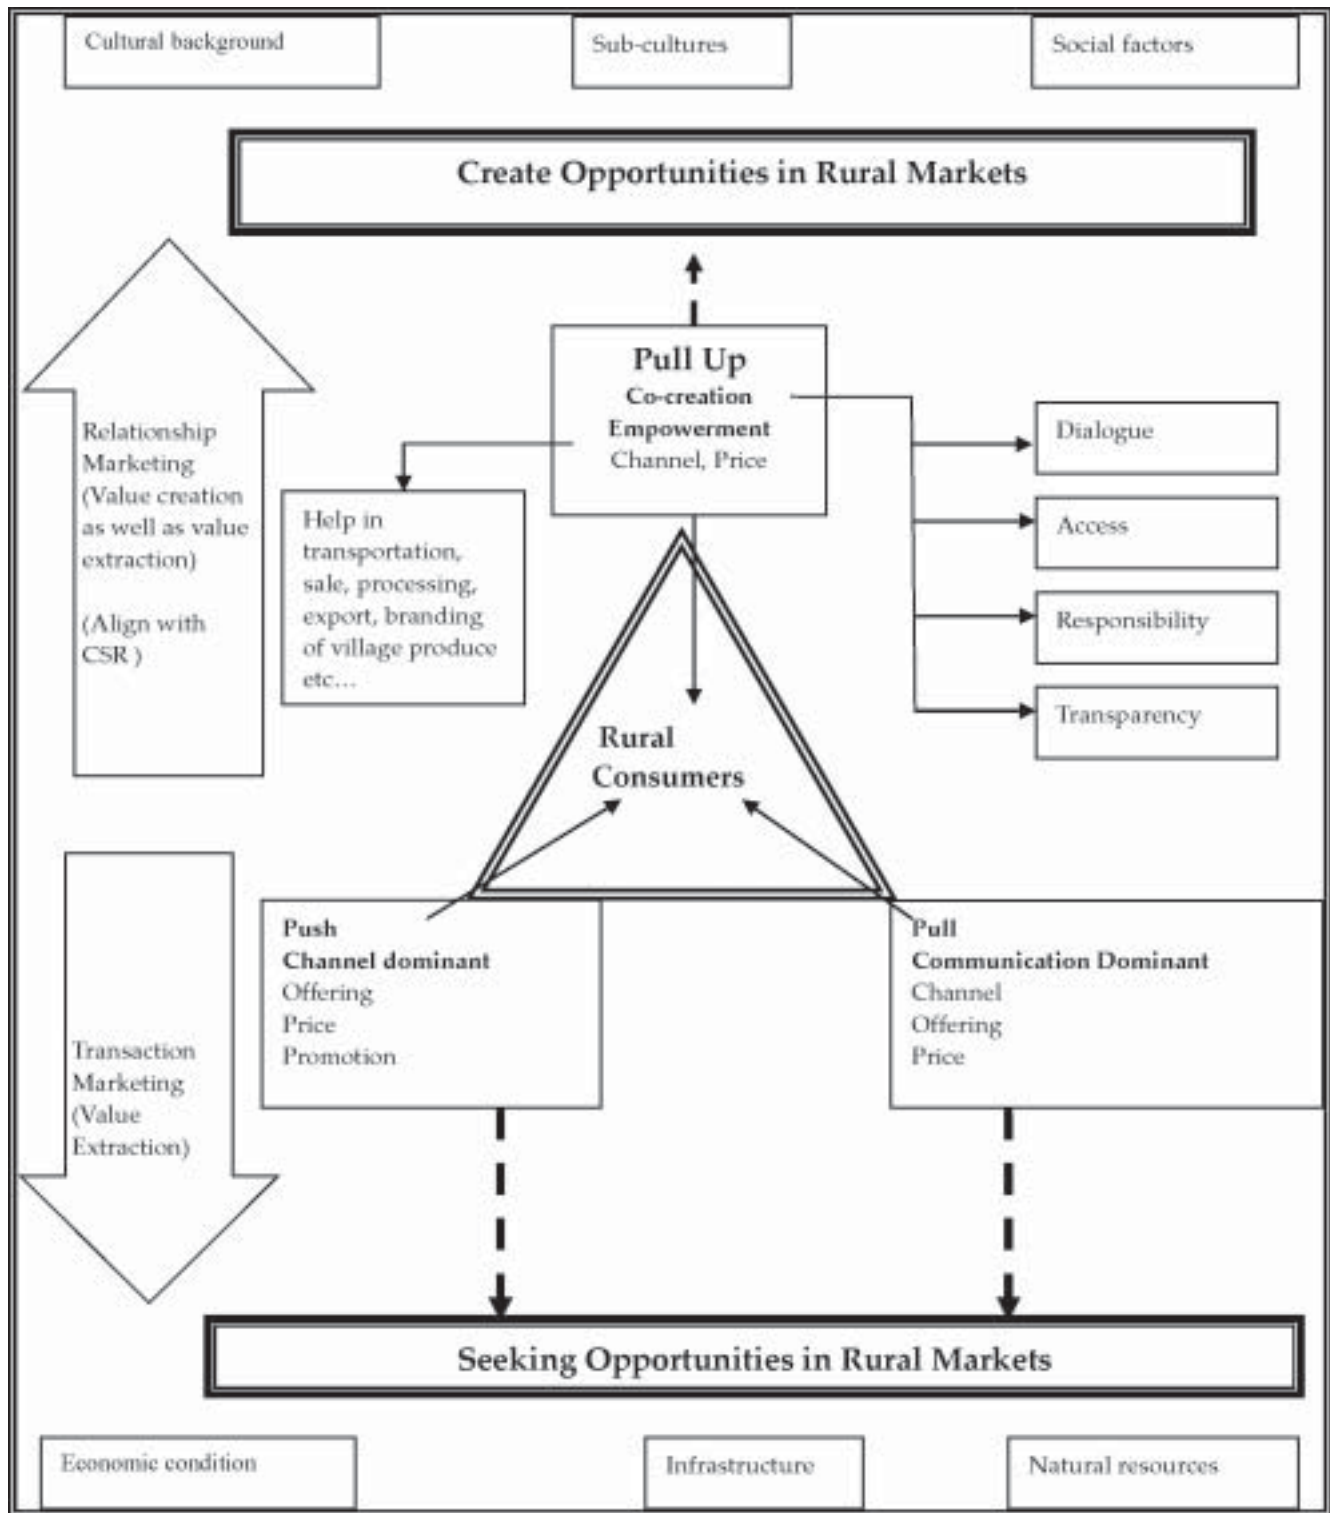 Cultural background
Sub-cultures
Social factors
Create Opportunities in Rural Markets
Pull Up
Co-creation
Empowerment
Channel, Price
Relationship
Marketing
(Value creation
as well as value
extraction)
(Align with
CSR )
Help in
transportation,
sale, processing,
export, branding
of village produce
etc...
Dialogue
Access
Responsibility
Transparency
Rural
Consumers
Transaction
Marketing
(Value
Extraction)
Push
Channel dominant
Offering
Price
Promotion
Pull
Communication Dominant
Channel
Offering
Price
Seeking Opportunities in Rural Markets
Economic condition
Infrastructure
Natural resources